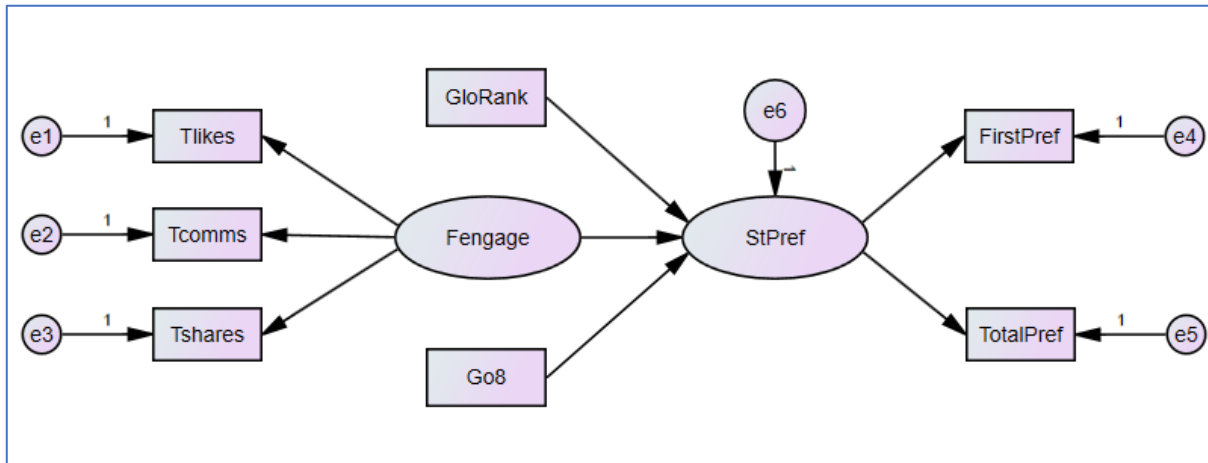 GloRank
e6
e1
1
Tlikes
1
FirstPref
1
e4
e2
1
Tcomms
Fengage
StPref
e3
1
Tshares
Go8
TotalPref
1
e5